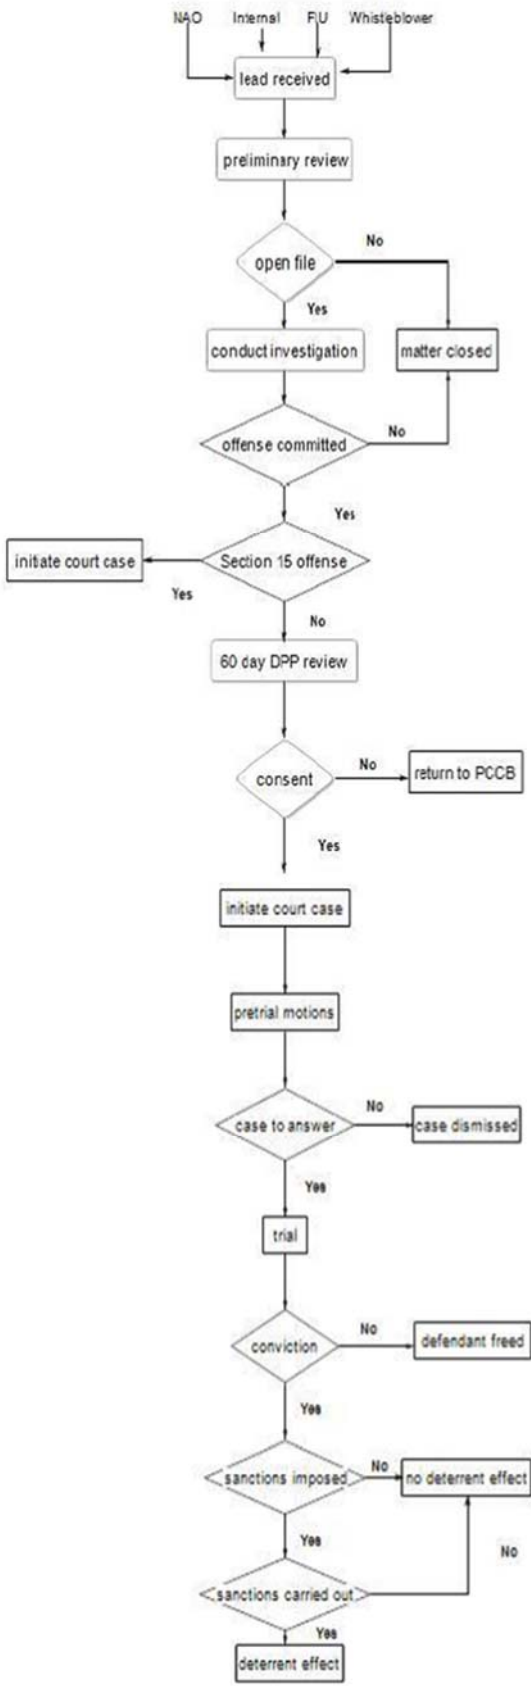 NAO Internal FIU Whistleblower
lead received
preliminary review
No
open file
Yes
conduct investigation
matter closed
offense committed
No
Yes
initiate court case
Section 15 offense
Yes
No
60 day DPP review
No
consent
return to PCCB
Yes
initiate court case
pretrial motions
No
case to answer
case dismissed
Yes
trial
No
conviction
defendant freed
Yes
No
sanctions imposed
no deterrent effect
Yes
No
sanctions carried out
Yes
deterrent effect